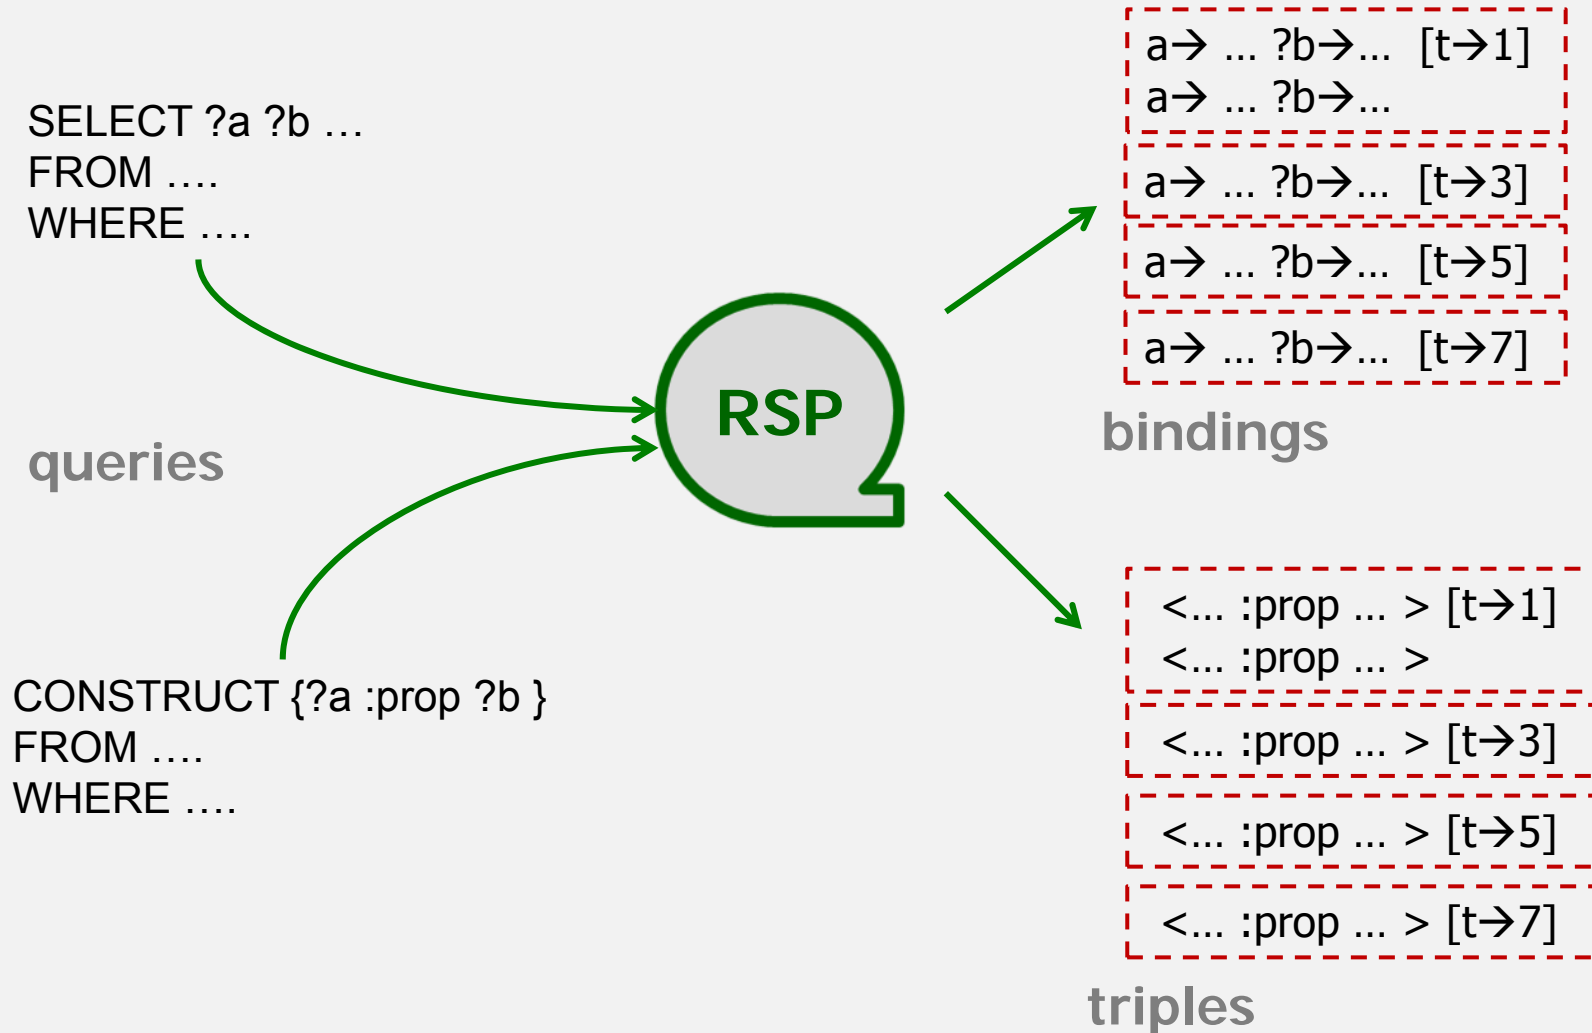 SELECT ?a ?b …
FROM ….
WHERE ….
queries
CONSTRUCT {?a :prop ?b }
FROM ….
WHERE ….
RSP
a→ … ?b→… [t→1]
a→ … ?b→…
a→ … ?b→… [t→3]
a→ … ?b→… [t→5]
a→ … ?b→… [t→7]
bindings
<… :prop … > [t→1]
<… :prop … >
<… :prop … > [t→3]
<… :prop … > [t→5]
<… :prop … > [t→7]
triples